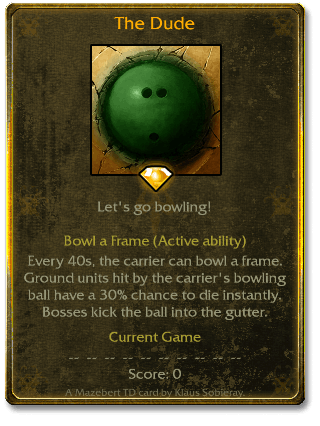 The Dude
Let's go bowling!
Bowl a Frame (Active ability)
Every 40s, the carrier can bowl a frame.
Ground units hit by the carrier's bowling
ball have a 30% chance to die instantly.
Bosses kick the ball into the gutter.
Current Game
-- -- -- -- -- -- -- -- -- --
Score: 0
A Mazebert TD card by Klaus Sobieray